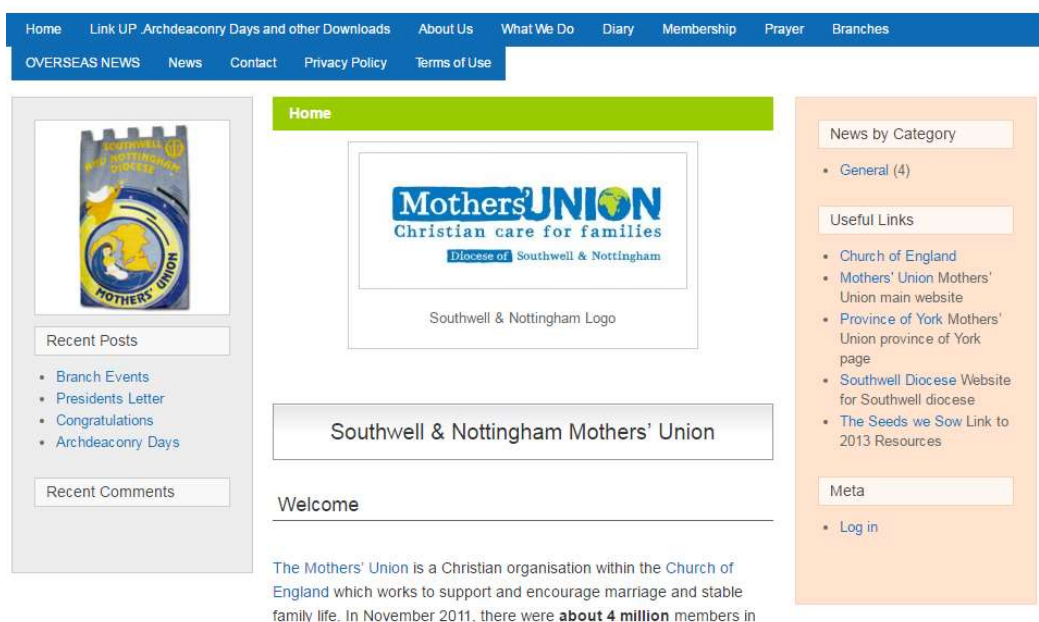 Home Link UP .Archdeaconry Days and other Downloads About Us What We Do Diary Membership Prayer Branches
OVERSEAS NEWS News Contact Privacy Policy Terms of Use
SOUTHWELL
AND NOTTINGHAM
DIOCESE
MOTHERS' UNION
Recent Posts
Branch Events
Presidents Letter
Congratulations
Archdeaconry Days
Recent Comments
Home
Mothers' UNION
Christian care for families
Diocese of Southwell & Nottingham
Southwell & Nottingham Logo
Southwell & Nottingham Mothers' Union
Welcome
The Mothers' Union is a Christian organisation within the Church of
England which works to support and encourage marriage and stable
family life. In November 2011, there were about 4 million members in
News by Category
General (4)
Useful Links
Church of England
Mothers' Union Mothers'
Union main website
Province of York Mothers'
Union province of York
page
Southwell Diocese Website
for Southwell diocese
The Seeds we Sow Link to
2013 Resources
Meta
Log in